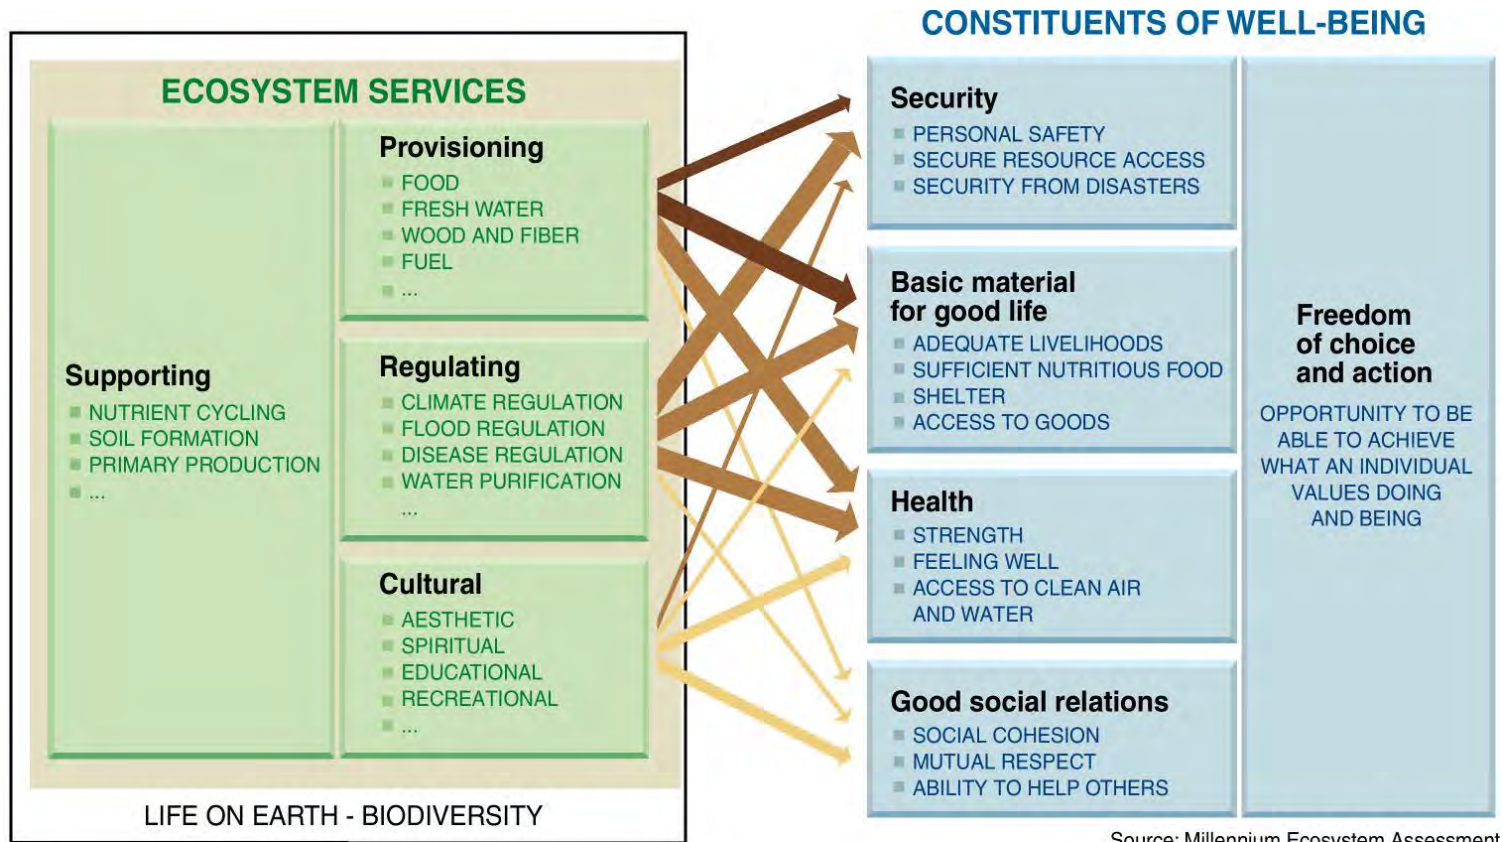 CONSTITUENTS OF WELL-BEING
ECOSYSTEM SERVICES
Supporting
NUTRIENT CYCLING
SOIL FORMATION
PRIMARY PRODUCTION
...
Provisioning
FOOD
FRESH WATER
WOOD AND FIBER
FUEL
...
Regulating
CLIMATE REGULATION
FLOOD REGULATION
DISEASE REGULATION
WATER PURIFICATION
...
Cultural
AESTHETIC
SPIRITUAL
EDUCATIONAL
RECREATIONAL
...
LIFE ON EARTH - BIODIVERSITY
Security
PERSONAL SAFETY
SECURE RESOURCE ACCESS
SECURITY FROM DISASTERS
Basic material
for good life
ADEQUATE LIVELIHOODS
SUFFICIENT NUTRITIOUS FOOD
SHELTER
ACCESS TO GOODS
Health
STRENGTH
FEELING WELL
ACCESS TO CLEAN AIR
AND WATER
Good social relations
SOCIAL COHESION
MUTUAL RESPECT
ABILITY TO HELP OTHERS
Freedom
of choice
and action
OPPORTUNITY TO BE
ABLE TO ACHIEVE
WHAT AN INDIVIDUAL
VALUES DOING
AND BEING
Source: Millennium Ecosystem Assessment